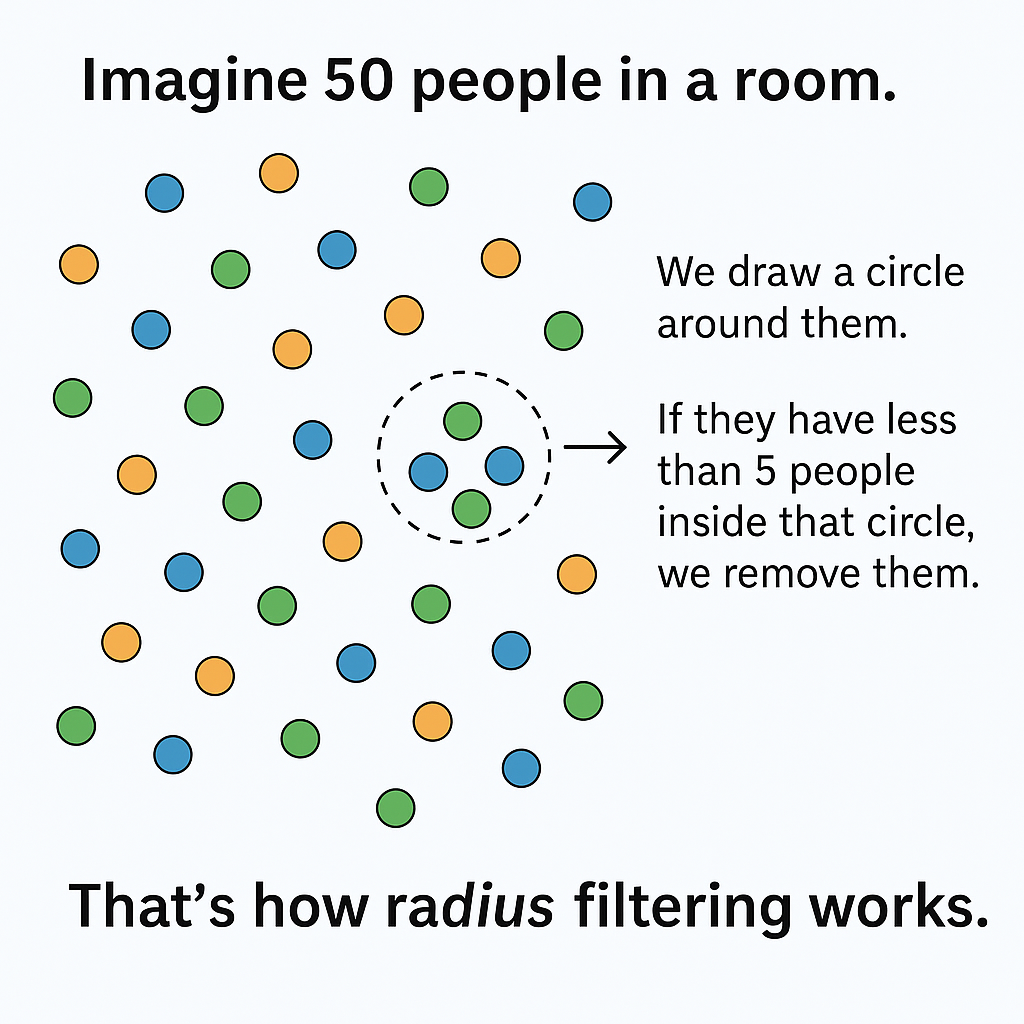 Imagine 50 people in a room.
We draw a circle
around them.
If they have less
than 5 people
inside that circle,
we remove them.
That’s how radius filtering works.